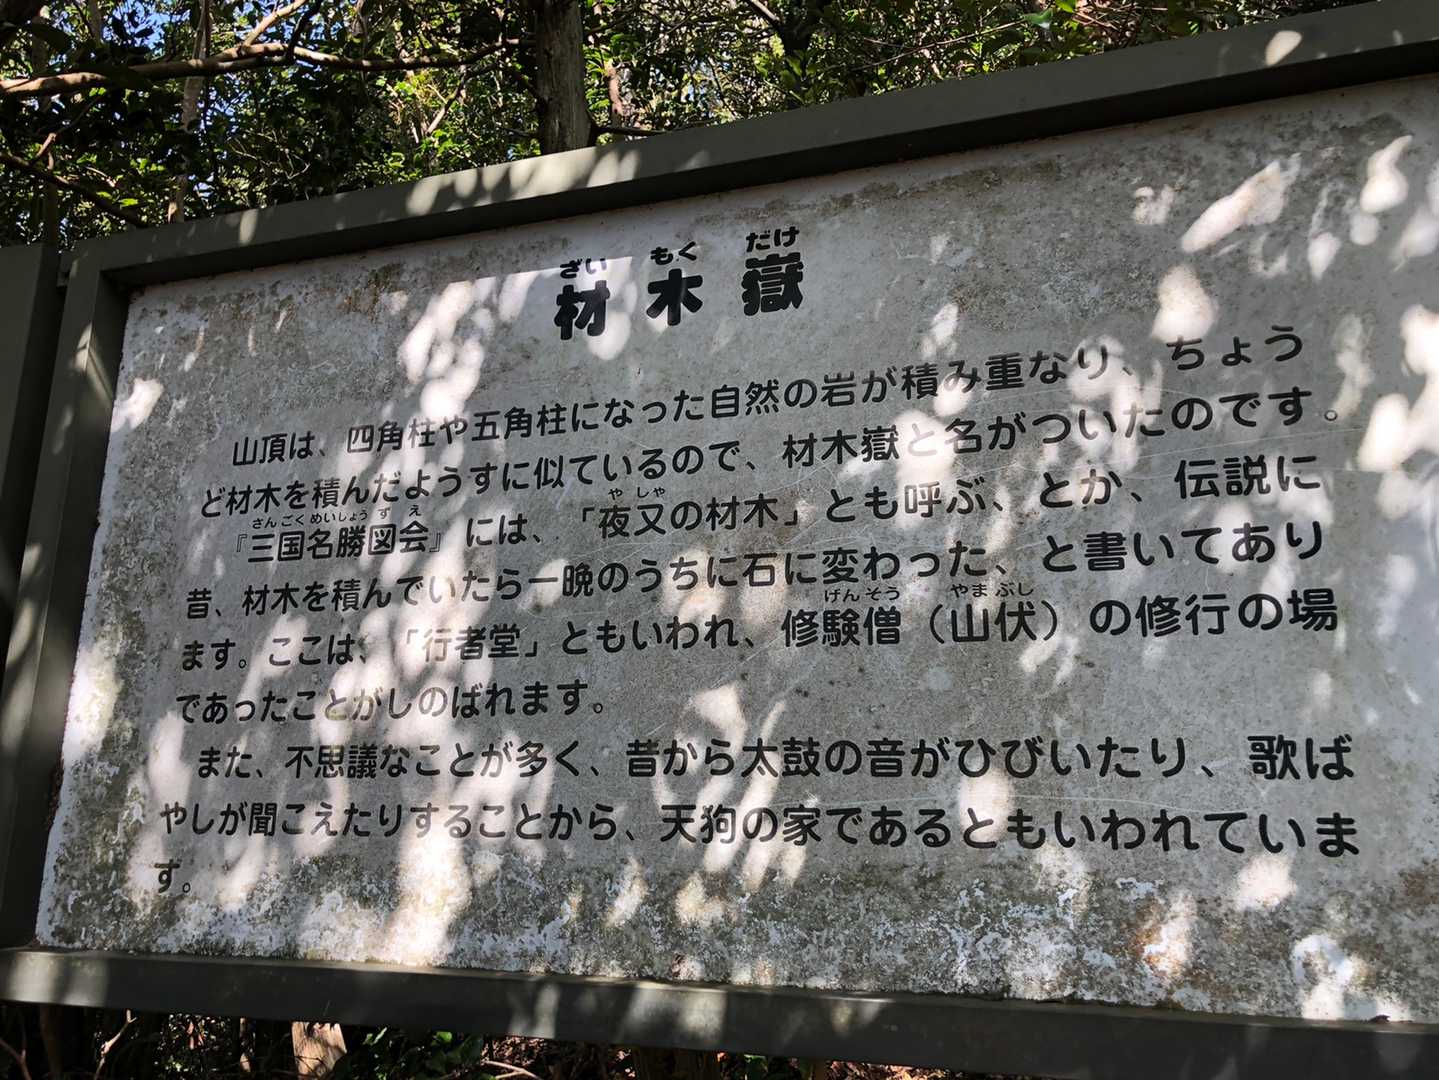 ざい もく だけ
材木嶽
山頂は、四角柱や五角柱になった自然の岩が積み重なり、ちょう
ど材木を積んだようすに似ているので、材木嶽と名がついたのです。
さんごくめいしょうずえ やしゃ
『三国名勝図会』には、「夜叉の材木」とも呼ぶ、とか、伝説に
昔、材木を積んでいたら一晩のうちに石に変わった、と書いてあり
げんそう やまぶし
ます。ここは、「行者堂」ともいわれ、修験僧（山伏）の修行の場
であったことがしのばれます。
また、不思議なことが多く、昔から太鼓の音がひびいたり、歌ば
やしが聞こえたりすることから、天狗の家であるともいわれていま
す。